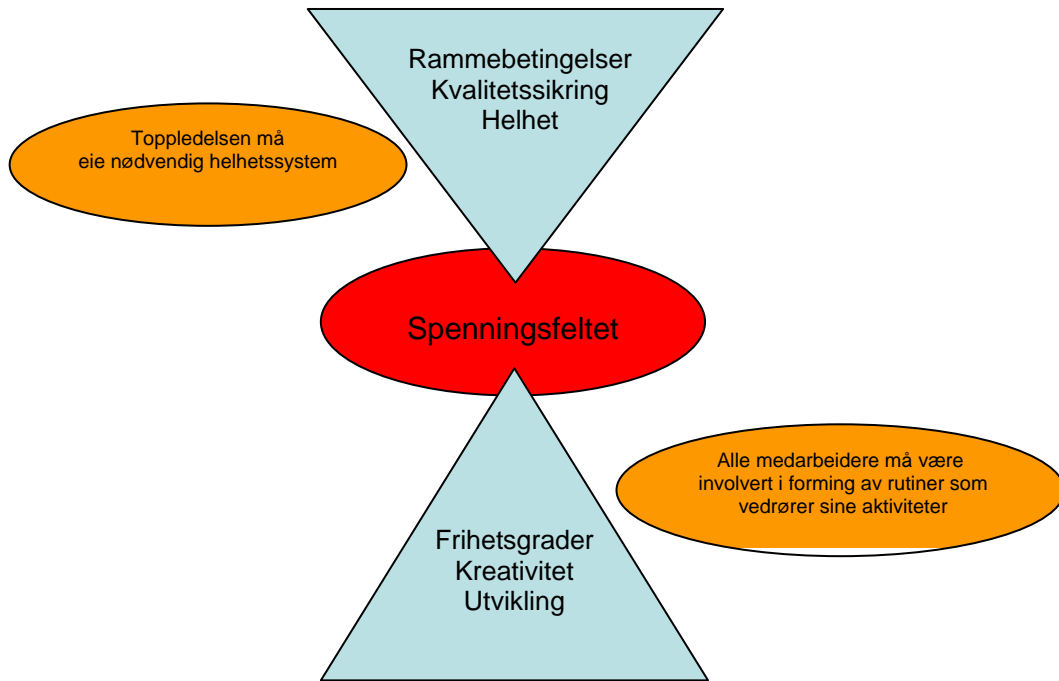 Rammebetingelser
Kvalitetssikring
Helhet
Toppledelsen må
eie nødvendig helhetssystem
Spenningsfeltet
Alle medarbeidere må være
involvert i forming av rutiner som
vedrører sine aktiviteter
Frihetsgrader
Kreativitet
Utvikling